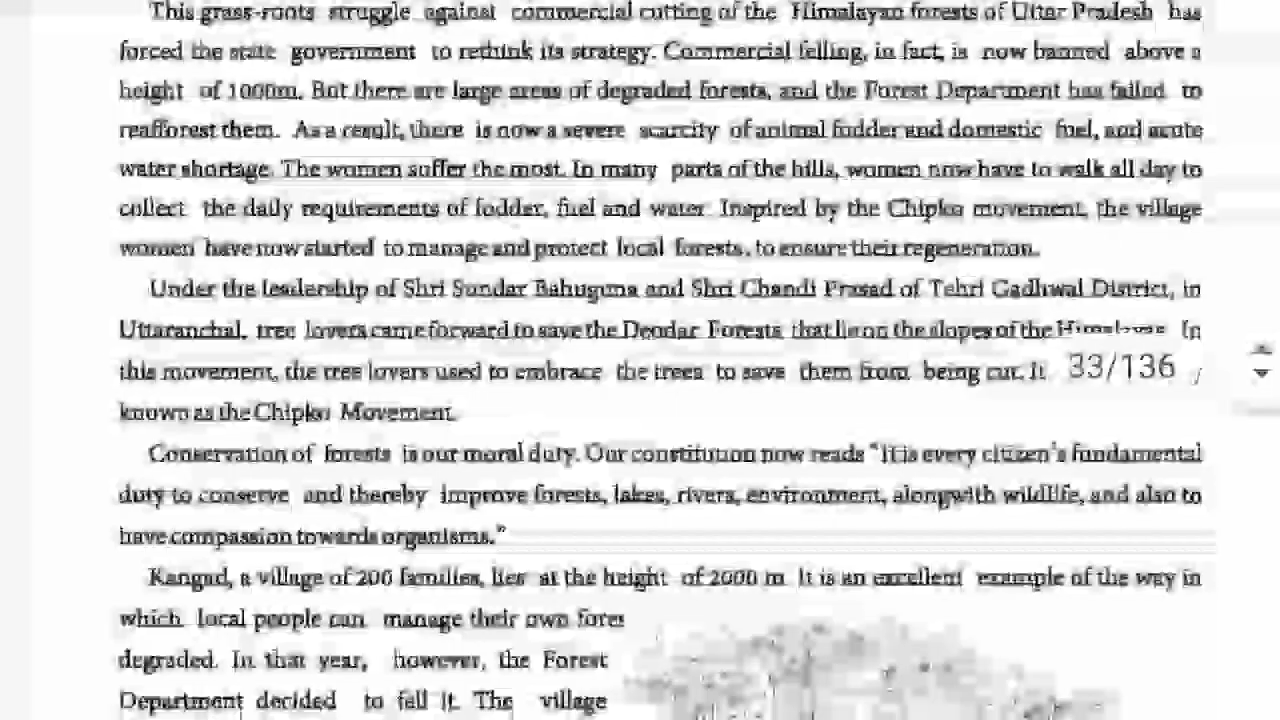 This grass-roots struggle against commercial cutting of the Himalayan forests of Uttar Pradesh has
forced the state government to rethink its strategy. Commercial felling, in fact, is now banned above a
height of 1000m. But there are large areas of degraded forests, and the Forest Department has failed to
reafforest them. As a result, there is now a severe scarcity of animal fodder and domestic fuel, and acute
water shortage. The women suffer the most. In many parts of the hills, women now have to walk all day to
collect the daily requirements of fodder, fuel and water. Inspired by the Chipko movement, the village
women have now started to manage and protect local forests, to ensure their regeneration.
Under the leadership of Shri Sundar Bahuguna and Shri Chandi Prasad of Tehri Gadhwal District, in
Uttaranchal, tree lovers came forward to save the Deodar Forests that lie on the slopes of the In
this movement, the tree lovers used to embrace the trees to save them from being cut. It
33/136
known as the Chipko Movement.
Conservation of forests is our moral duty. Our constitution now reads "It is every citizen's fundamental
duty to conserve and thereby improve forests, lakes, rivers, environment, alongwith wildlife, and also to
have compassion towards organisms."
Kangad, a village of 200 families, lies at the height of 2000 m. It is an excellent example of the way in
which local people can manage their own
degraded. In that year, however, the Forest
Department decided to fell it. The village